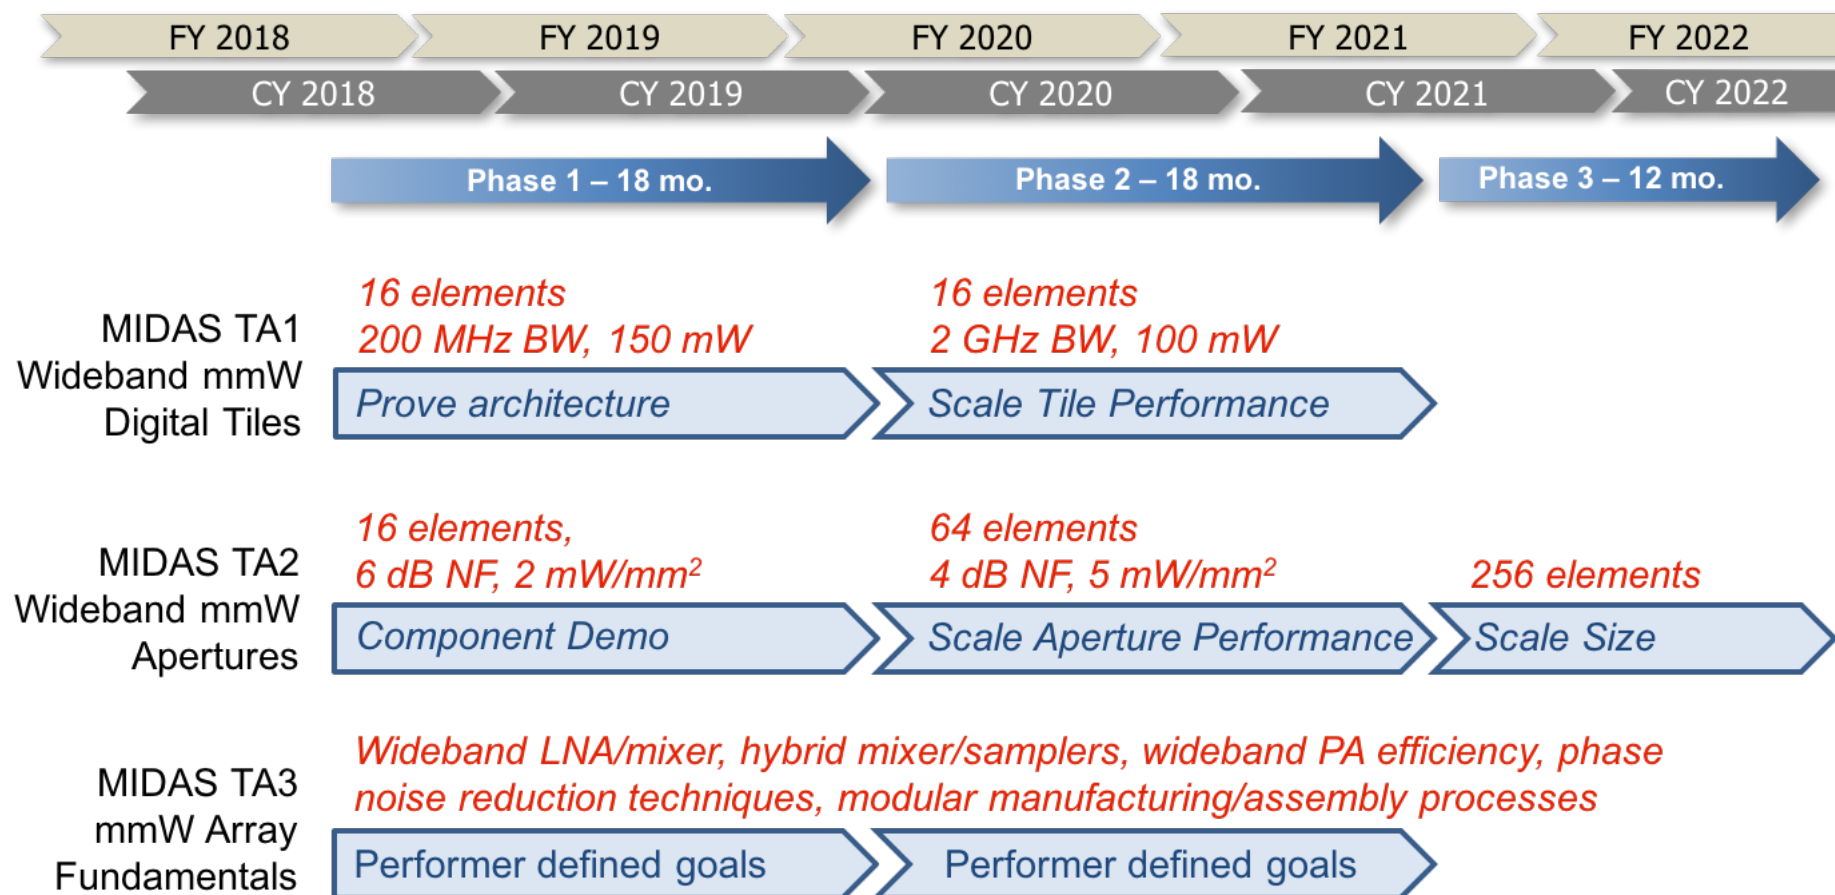 FY 2018 FY 2019 FY 2020 FY 2021 FY 2022
CY 2018 CY 2019 CY 2020 CY 2021 CY 2022
Phase 1 – 18 mo. Phase 2 – 18 mo. Phase 3 – 12 mo.
MIDAS TA1
Wideband mmW
Digital Tiles
16 elements
200 MHz BW, 150 mW
Prove architecture
16 elements
2 GHz BW, 100 mW
Scale Tile Performance
MIDAS TA2
Wideband mmW
Apertures
16 elements,
6 dB NF, 2 mW/mm²
Component Demo
64 elements
4 dB NF, 5 mW/mm²
Scale Aperture Performance
256 elements
Scale Size
MIDAS TA3
mmW Array
Fundamentals
Wideband LNA/mixer, hybrid mixer/samplers, wideband PA efficiency, phase
noise reduction techniques, modular manufacturing/assembly processes
Performer defined goals
Performer defined goals